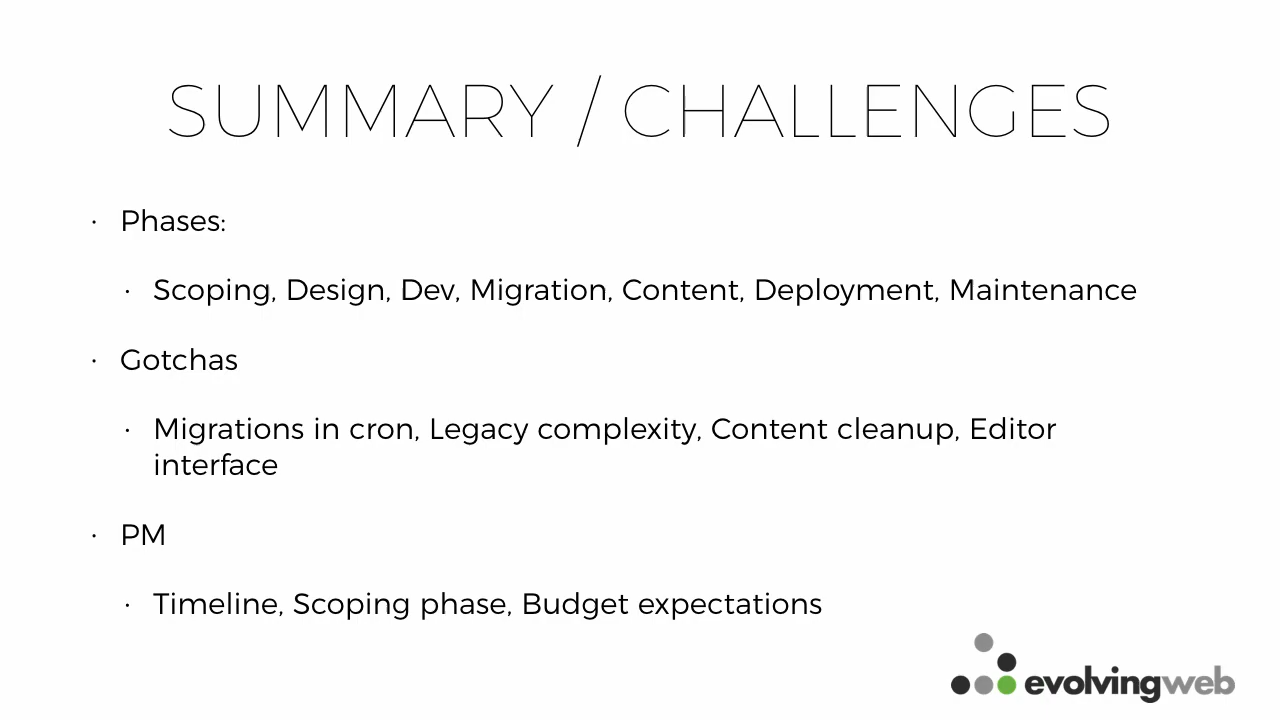 SUMMARY / CHALLENGES
· Phases:
· Scoping, Design, Dev, Migration, Content, Deployment, Maintenance
· Gotchas
· Migrations in cron, Legacy complexity, Content cleanup, Editor
interface
· PM
· Timeline, Scoping phase, Budget expectations
evolvingweb